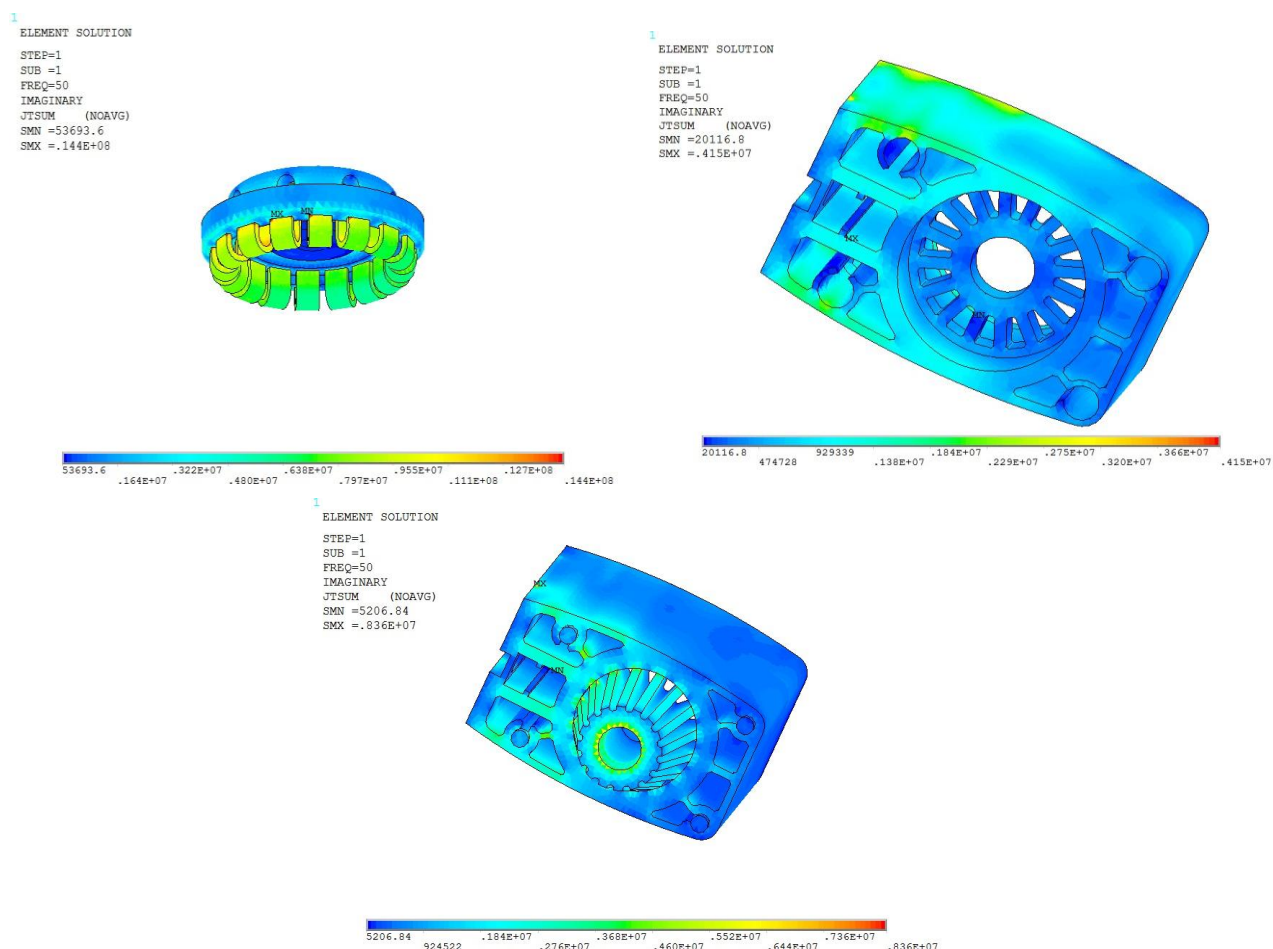 1
ELEMENT SOLUTION
STEP=1
SUB =1
FREQ=50
IMAGINARY
JTSUM (NOAVG)
SMN =53693.6
SMX =.144E+08
MX
MN
53693.6 .322E+07 .638E+07 .955E+07 .127E+08
.164E+07 .480E+07 .797E+07 .111E+08 .144E+08
1
ELEMENT SOLUTION
STEP=1
SUB =1
FREQ=50
IMAGINARY
JTSUM (NOAVG)
SMN =20116.8
SMX =.415E+07
MX
MN
20116.8 929339 .184E+07 .275E+07 .366E+07
474728 .138E+07 .229E+07 .320E+07 .415E+07
1
ELEMENT SOLUTION
STEP=1
SUB =1
FREQ=50
IMAGINARY
JTSUM (NOAVG)
SMN =5206.84
SMX =.836E+07
MX
MN
5206.84 .184E+07 .368E+07 .552E+07 .736E+07
924522 .276E+07 .460E+07 .644E+07 .836E+07